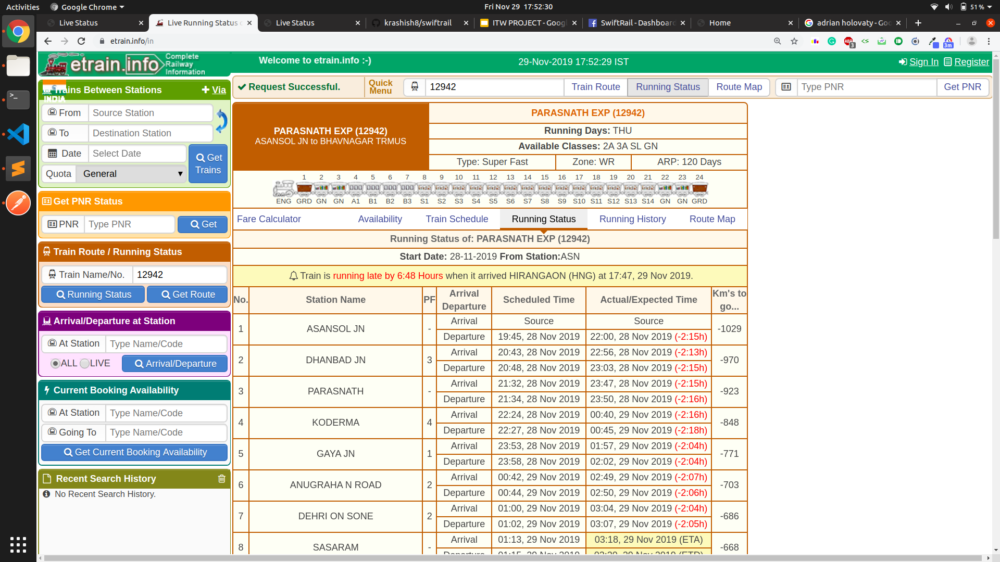 Activities
Google Chrome
Fri Nov 29 17:52:30
51 %
Live Status
Live Running Status
Live Status
krashish8/swiftrail
ITW PROJECT - Goog
SwiftRail - Dashboard
Home
adrian holovaty - Goo
etrain.info/in
3
3m
etrain.info
Complete
Railway
Information
Welcome to etrain.info :-)
29-Nov-2019 17:52:29 IST
Sign In
Register
Trains Between Stations
Via
INDIA
From Source Station
To Destination Station
Date Select Date
Quota General
Get
Trains
Get PNR Status
PNR Type PNR Get
Train Route / Running Status
Train Name/No. 12942
Running Status
Get Route
Arrival/Departure at Station
At Station Type Name/Code
ALL LIVE Arrival/Departure
Current Booking Availability
At Station Type Name/Code
Going To Type Name/Code
Get Current Booking Availability
Recent Search History
No Recent Search History.
Request Successful.
Quick
Menu
12942 Train Route Running Status Route Map
Type PNR Get PNR
PARASNATH EXP (12942)
ASANSOL JN to BHAVNAGAR TRMUS
PARASNATH EXP (12942)
Running Days: THU
Available Classes: 2A 3A SL GN
Type: Super Fast Zone: WR ARP: 120 Days
1 2 3 4 5 6 7 8 9 10 11 12 13 14 15 16 17 18 19 20 21 22 23 24
ENG GRD GN GN A1 B1 B2 B3 S1 S2 S3 S4 S5 S6 S7 S8 S9 S10 S11 S12 S13 S14 GN GN GRD
Fare Calculator Availability Train Schedule Running Status Running History Route Map
Running Status of: PARASNATH EXP (12942)
Start Date: 28-11-2019 From Station:ASN
Train is running late by 6:48 Hours when it arrived HIRANGAON (HNG) at 17:47, 29 Nov 2019.
No. Station Name PF Arrival Departure Scheduled Time Actual/Expected Time Km's to go...
1 ASANSOL JN - Arrival Source Source -1029
Departure 19:45, 28 Nov 2019 22:00, 28 Nov 2019 (-2:15h)
2 DHANBAD JN 3 Arrival 20:43, 28 Nov 2019 22:56, 28 Nov 2019 (-2:13h) -970
Departure 20:48, 28 Nov 2019 23:03, 28 Nov 2019 (-2:15h)
3 PARASNATH - Arrival 21:32, 28 Nov 2019 23:47, 28 Nov 2019 (-2:15h) -923
Departure 21:34, 28 Nov 2019 23:50, 28 Nov 2019 (-2:16h)
4 KODERMA 4 Arrival 22:24, 28 Nov 2019 00:40, 29 Nov 2019 (-2:16h) -848
Departure 22:27, 28 Nov 2019 00:45, 29 Nov 2019 (-2:18h)
5 GAYA JN 1 Arrival 23:53, 28 Nov 2019 01:57, 29 Nov 2019 (-2:04h) -771
Departure 23:58, 28 Nov 2019 02:02, 29 Nov 2019 (-2:04h)
6 ANUGRAHA N ROAD 2 Arrival 00:42, 29 Nov 2019 02:49, 29 Nov 2019 (-2:07h) -703
Departure 00:44, 29 Nov 2019 02:50, 29 Nov 2019 (-2:06h)
7 DEHRI ON SONE 2 Arrival 01:00, 29 Nov 2019 03:04, 29 Nov 2019 (-2:04h) -686
Departure 01:02, 29 Nov 2019 03:07, 29 Nov 2019 (-2:05h)
8 SASARAM - Arrival 01:13, 29 Nov 2019 03:18, 29 Nov 2019 (ETA) -668